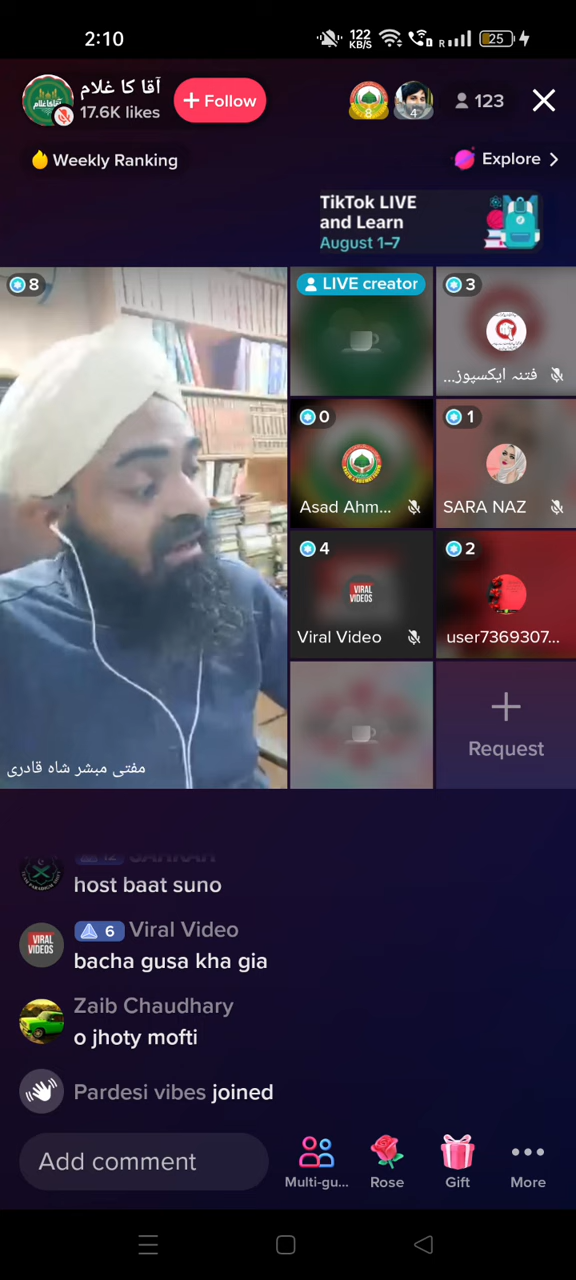 2:10
122
KB/S
R
25
آقا کا غلام
17.6K likes
+ Follow
8
4
123
Weekly Ranking
Explore >
TikTok LIVE
and Learn
August 1–7
8
LIVE creator
3
فتنہ ایکسپوز...
0
Asad Ahm...
1
SARA NAZ
4
VIRAL
VIDEOS
Viral Video
2
user7369307...
مفتی مبشر شاہ قادری
+
Request
host baat suno
VIRAL
VIDEOS
6 Viral Video
bacha gusa kha gia
Zaib Chaudhary
o jhoty mofti
Pardesi vibes joined
Add comment
Multi-gu...
Rose
Gift
More